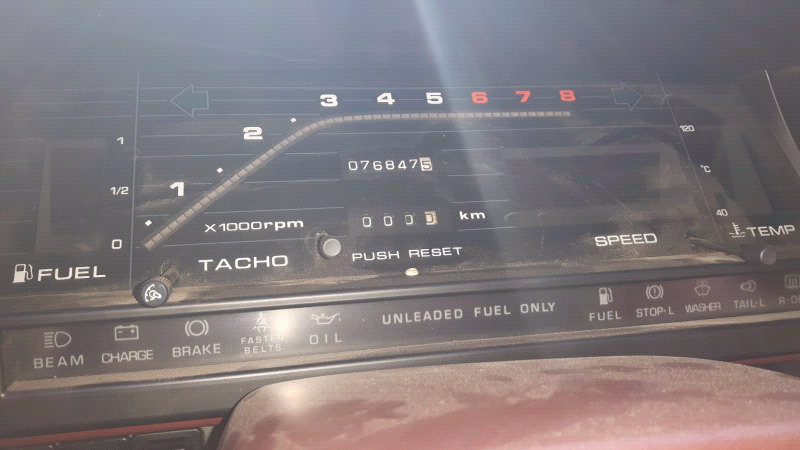 3 4 5 6 7 8
2
1
1
1/2
0
120
°C
40
0768475
000
km
X1000rpm
PUSH RESET
TACHO
FUEL
SPEED
TEMP
BEAM
CHARGE
BRAKE
FASTEN
BELTS
OIL
UNLEADED FUEL ONLY
FUEL
STOP·L
WASHER
TAIL·L